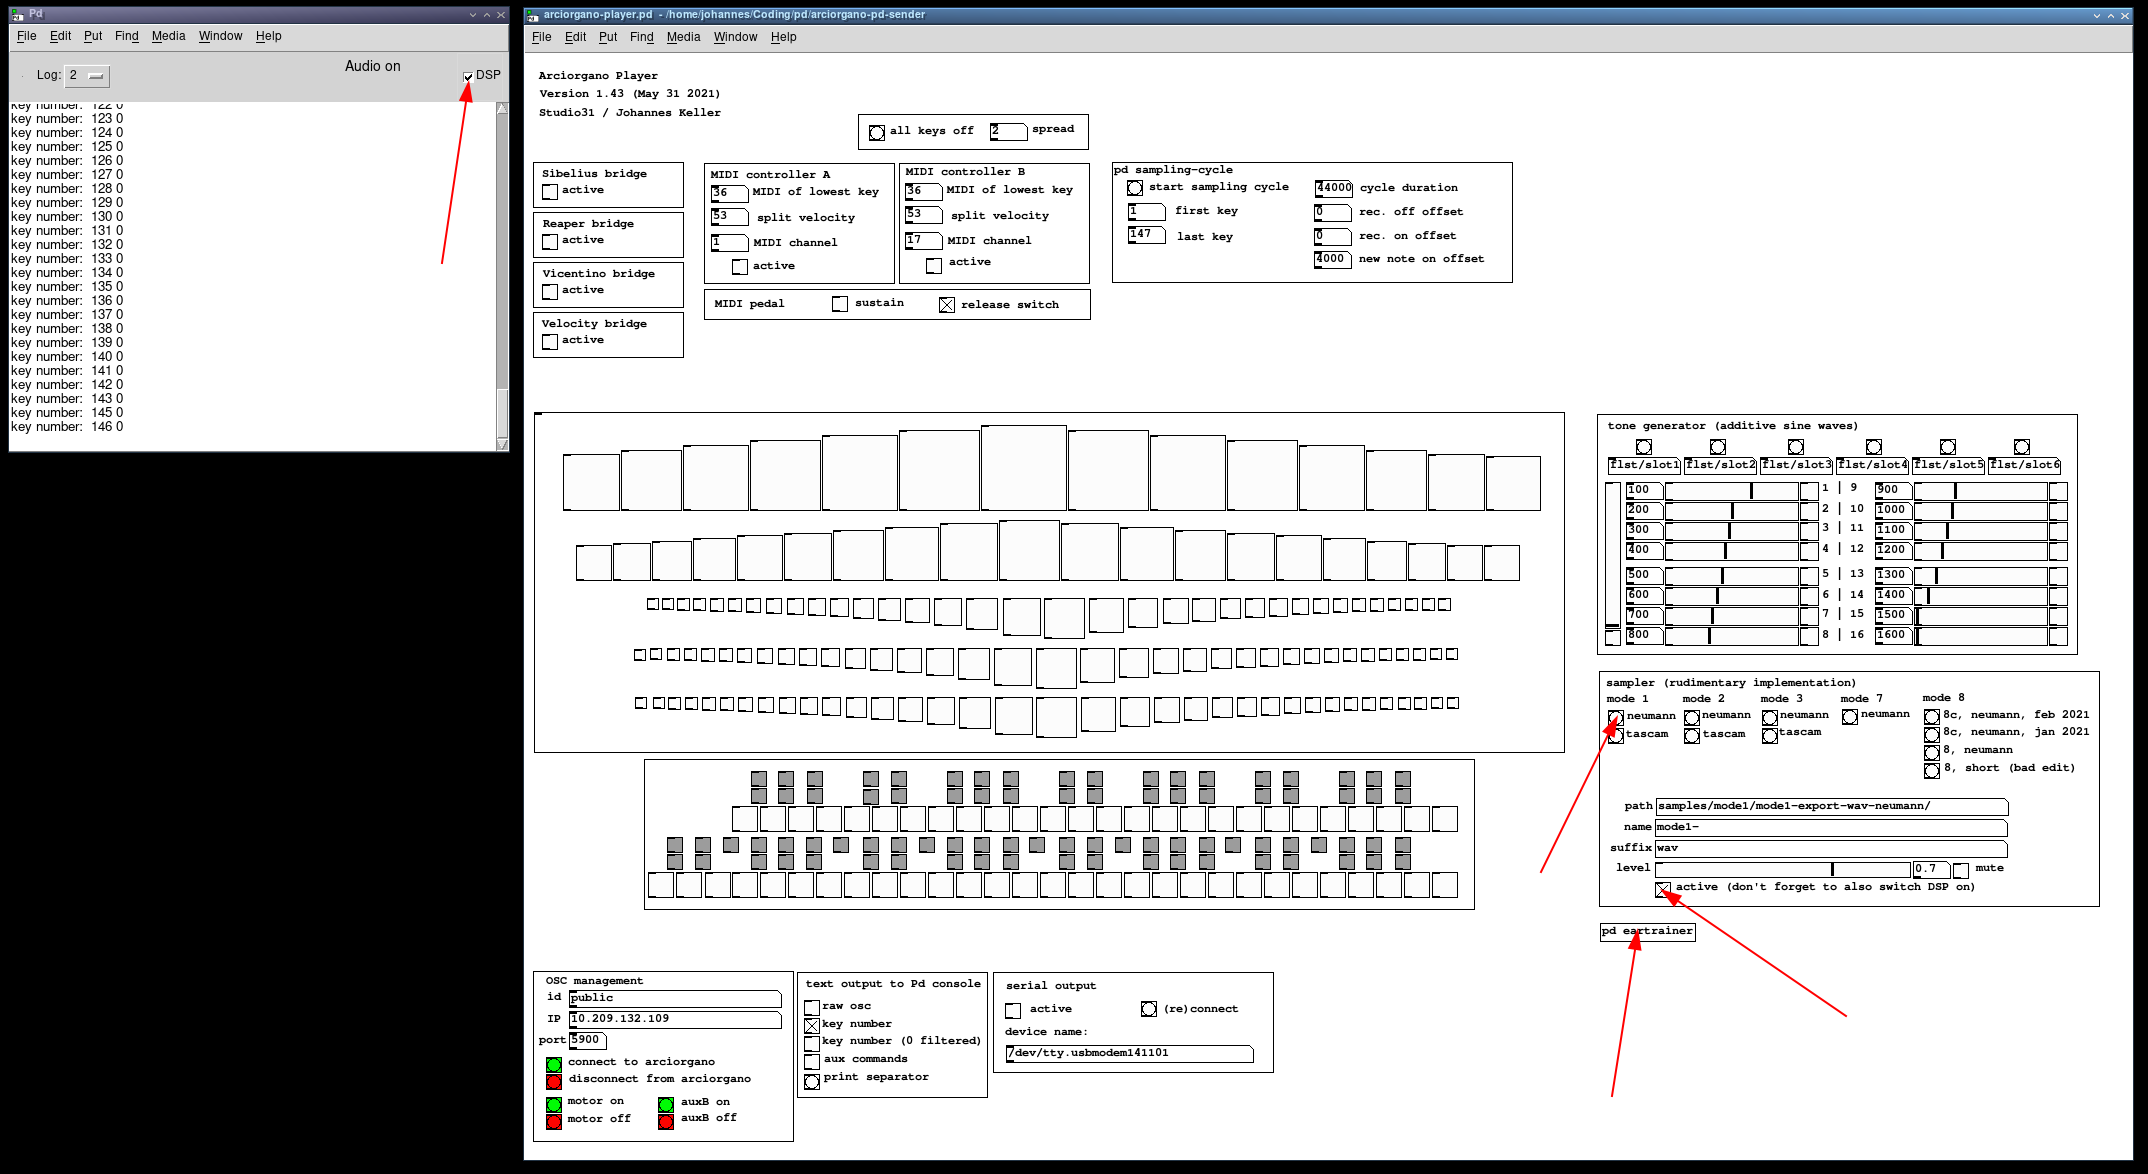 Pd
File Edit Put Find Media Window Help
Audio on
Log: 2
DSP
key number: 122 0
key number: 123 0
key number: 124 0
key number: 125 0
key number: 126 0
key number: 127 0
key number: 128 0
key number: 129 0
key number: 130 0
key number: 131 0
key number: 132 0
key number: 133 0
key number: 134 0
key number: 135 0
key number: 136 0
key number: 137 0
key number: 138 0
key number: 139 0
key number: 140 0
key number: 141 0
key number: 142 0
key number: 143 0
key number: 145 0
key number: 146 0
arciorgano-player.pd - /home/johannes/Coding/pd/arciorgano-pd-sender
File Edit Put Find Media Window Help
Arciorgano Player
Version 1.43 (May 31 2021)
Studio31 / Johannes Keller
all keys off 2 spread
Sibelius bridge
active
Reaper bridge
active
Vicentino bridge
active
Velocity bridge
active
MIDI controller A
36 MIDI of lowest key
53 split velocity
1 MIDI channel
active
MIDI controller B
36 MIDI of lowest key
53 split velocity
17 MIDI channel
active
MIDI pedal sustain release switch
pd sampling-cycle
start sampling cycle 44000 cycle duration
1 first key 0 rec. off offset
147 last key 0 rec. on offset
4000 new note on offset
tone generator (additive sine waves)
flst/slot1 flst/slot2 flst/slot3 flst/slot4 flst/slot5 flst/slot6
100 1 | 9 900
200 2 | 10 1000
300 3 | 11 1100
400 4 | 12 1200
500 5 | 13 1300
600 6 | 14 1400
700 7 | 15 1500
800 8 | 16 1600
sampler (rudimentary implementation)
mode 1 mode 2 mode 3 mode 7 mode 8
neumann neumann neumann neumann 8c, neumann, feb 2021
tascam tascam tascam 8c, neumann, jan 2021
8, neumann
8, short (bad edit)
path samples/mode1/mode1-export-wav-neumann/
name mode1-
suffix wav
level 0.7 mute
active (don't forget to also switch DSP on)
pd eartrainer
OSC management
id public
IP 10.209.132.109
port 5900
connect to arciorgano
disconnect from arciorgano
motor on auxB on
motor off auxB off
text output to Pd console
raw osc
key number
key number (0 filtered)
aux commands
print separator
serial output
active (re)connect
device name:
/dev/tty.usbmodem141101